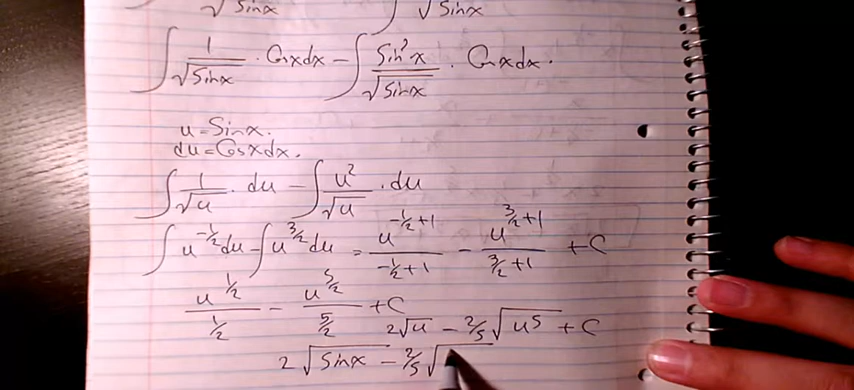 √Sinx ∫ √Sinx
∫ 1/√Sinx · Cosxdx − ∫ Sin²x/√Sinx · Cosxdx.
u=Sinx.
du=Cosxdx.
∫ 1/√u · du − ∫ u²/√u · du
∫ u^(-1/2) du − ∫ u^(3/2) du = u^(-1/2+1)/(-1/2+1) − u^(3/2+1)/(3/2+1) + C
u^(1/2)/(1/2) − u^(5/2)/(5/2) + C
2√u − 2/5 √u⁵ + C
2√Sinx − 2/5 √